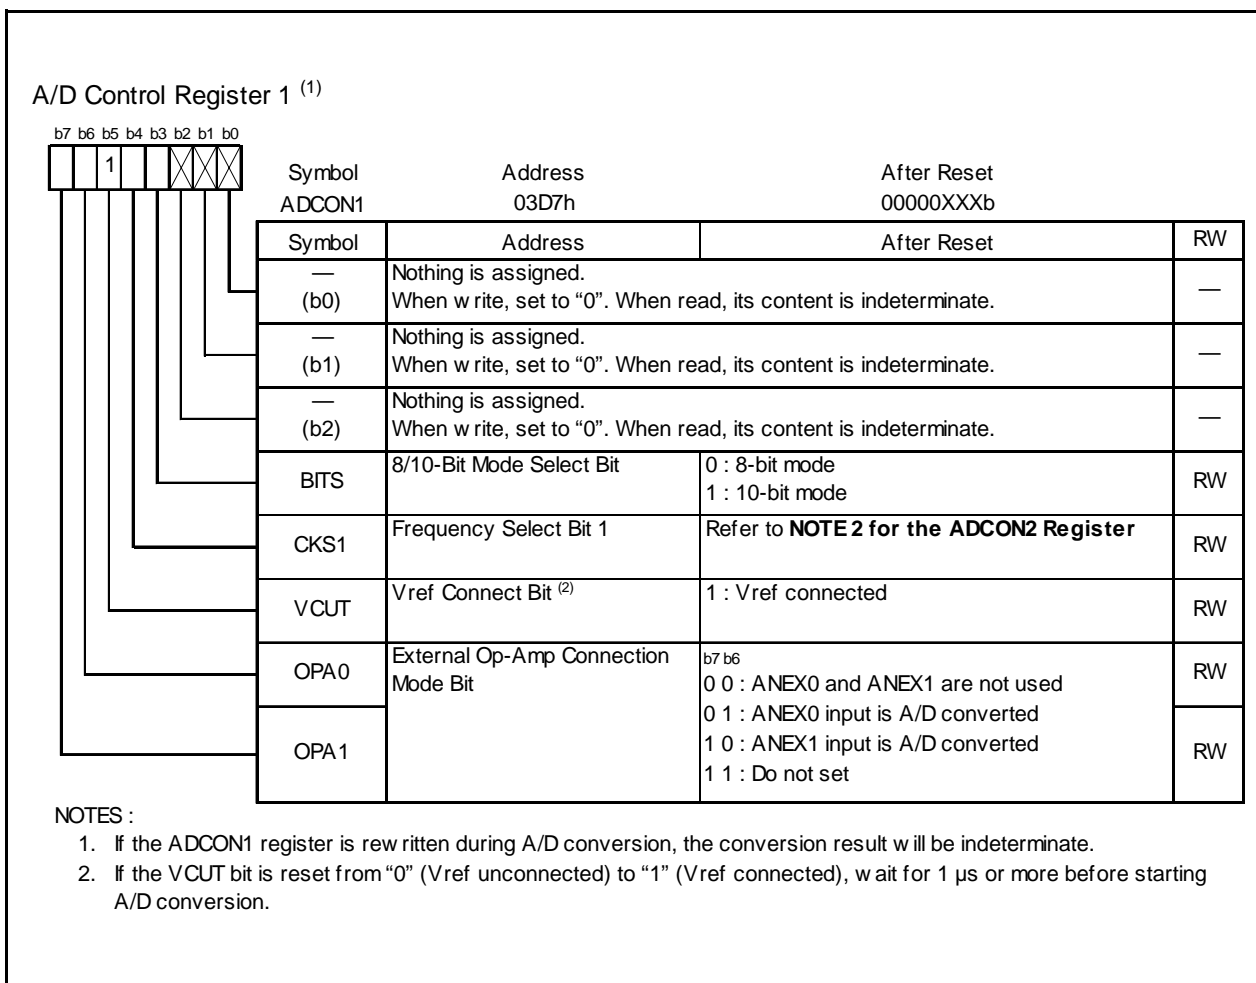 A/D Control Register 1 (1)
b7 b6 b5 b4 b3 b2 b1 b0
1
Symbol Address After Reset
ADCON1 03D7h 00000XXXb
Symbol Address After Reset RW
—
(b0)
Nothing is assigned.
When write, set to “0”. When read, its content is indeterminate.
—
—
(b1)
Nothing is assigned.
When write, set to “0”. When read, its content is indeterminate.
—
—
(b2)
Nothing is assigned.
When write, set to “0”. When read, its content is indeterminate.
—
BITS
8/10-Bit Mode Select Bit
0 : 8-bit mode
1 : 10-bit mode
RW
CKS1
Frequency Select Bit 1
Refer to NOTE 2 for the ADCON2 Register
RW
VCUT
Vref Connect Bit (2)
1 : Vref connected
RW
OPA0
External Op-Amp Connection
Mode Bit
b7 b6
0 0 : ANEX0 and ANEX1 are not used
0 1 : ANEX0 input is A/D converted
1 0 : ANEX1 input is A/D converted
1 1 : Do not set
RW
OPA1
RW
NOTES :
1. If the ADCON1 register is rewritten during A/D conversion, the conversion result will be indeterminate.
2. If the VCUT bit is reset from “0” (Vref unconnected) to “1” (Vref connected), wait for 1 µs or more before starting
A/D conversion.